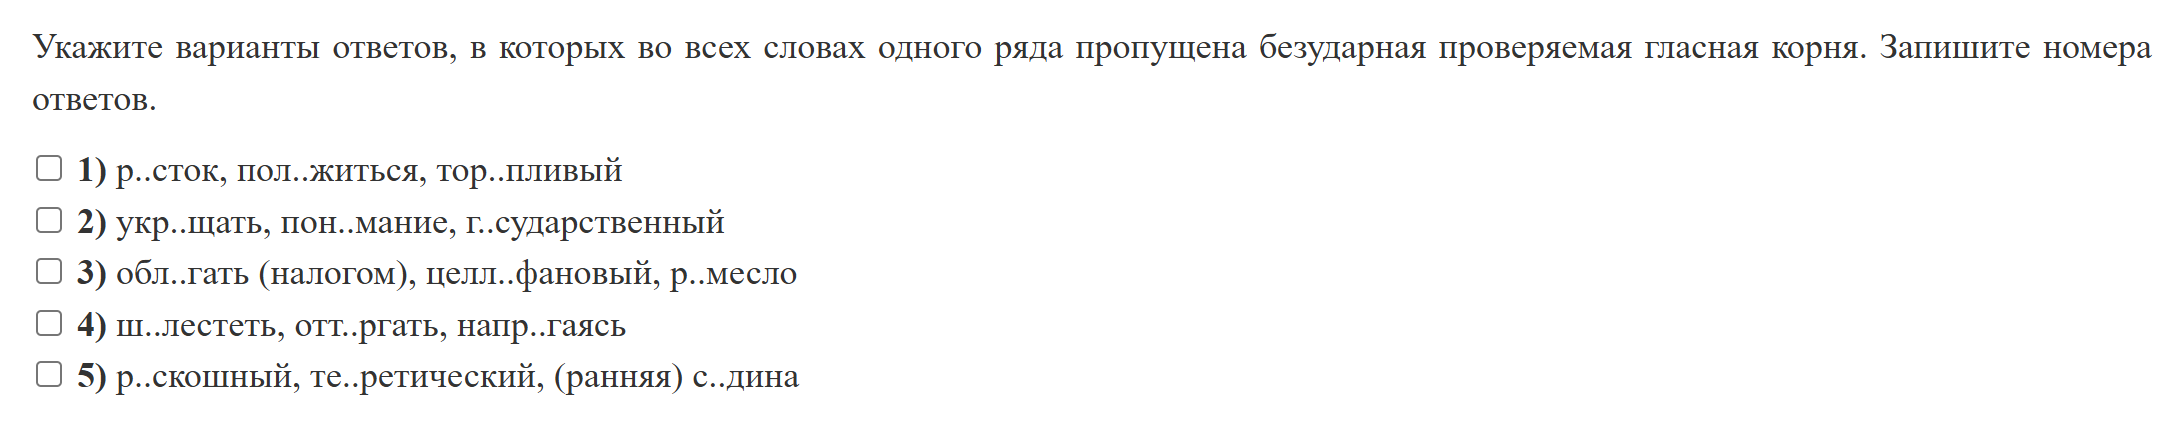 Укажите варианты ответов, в которых во всех словах одного ряда пропущена безударная проверяемая гласная корня. Запишите номера
ответов.
1) р..сток, пол..житься, тор..пливый
2) укр..щать, пон..мание, г..сударственный
3) обл..гать (налогом), целл..фановый, р..месло
4) ш..лестеть, отт..ргать, напр..гаясь
5) р..скошный, те..ретический, (ранняя) с..дина